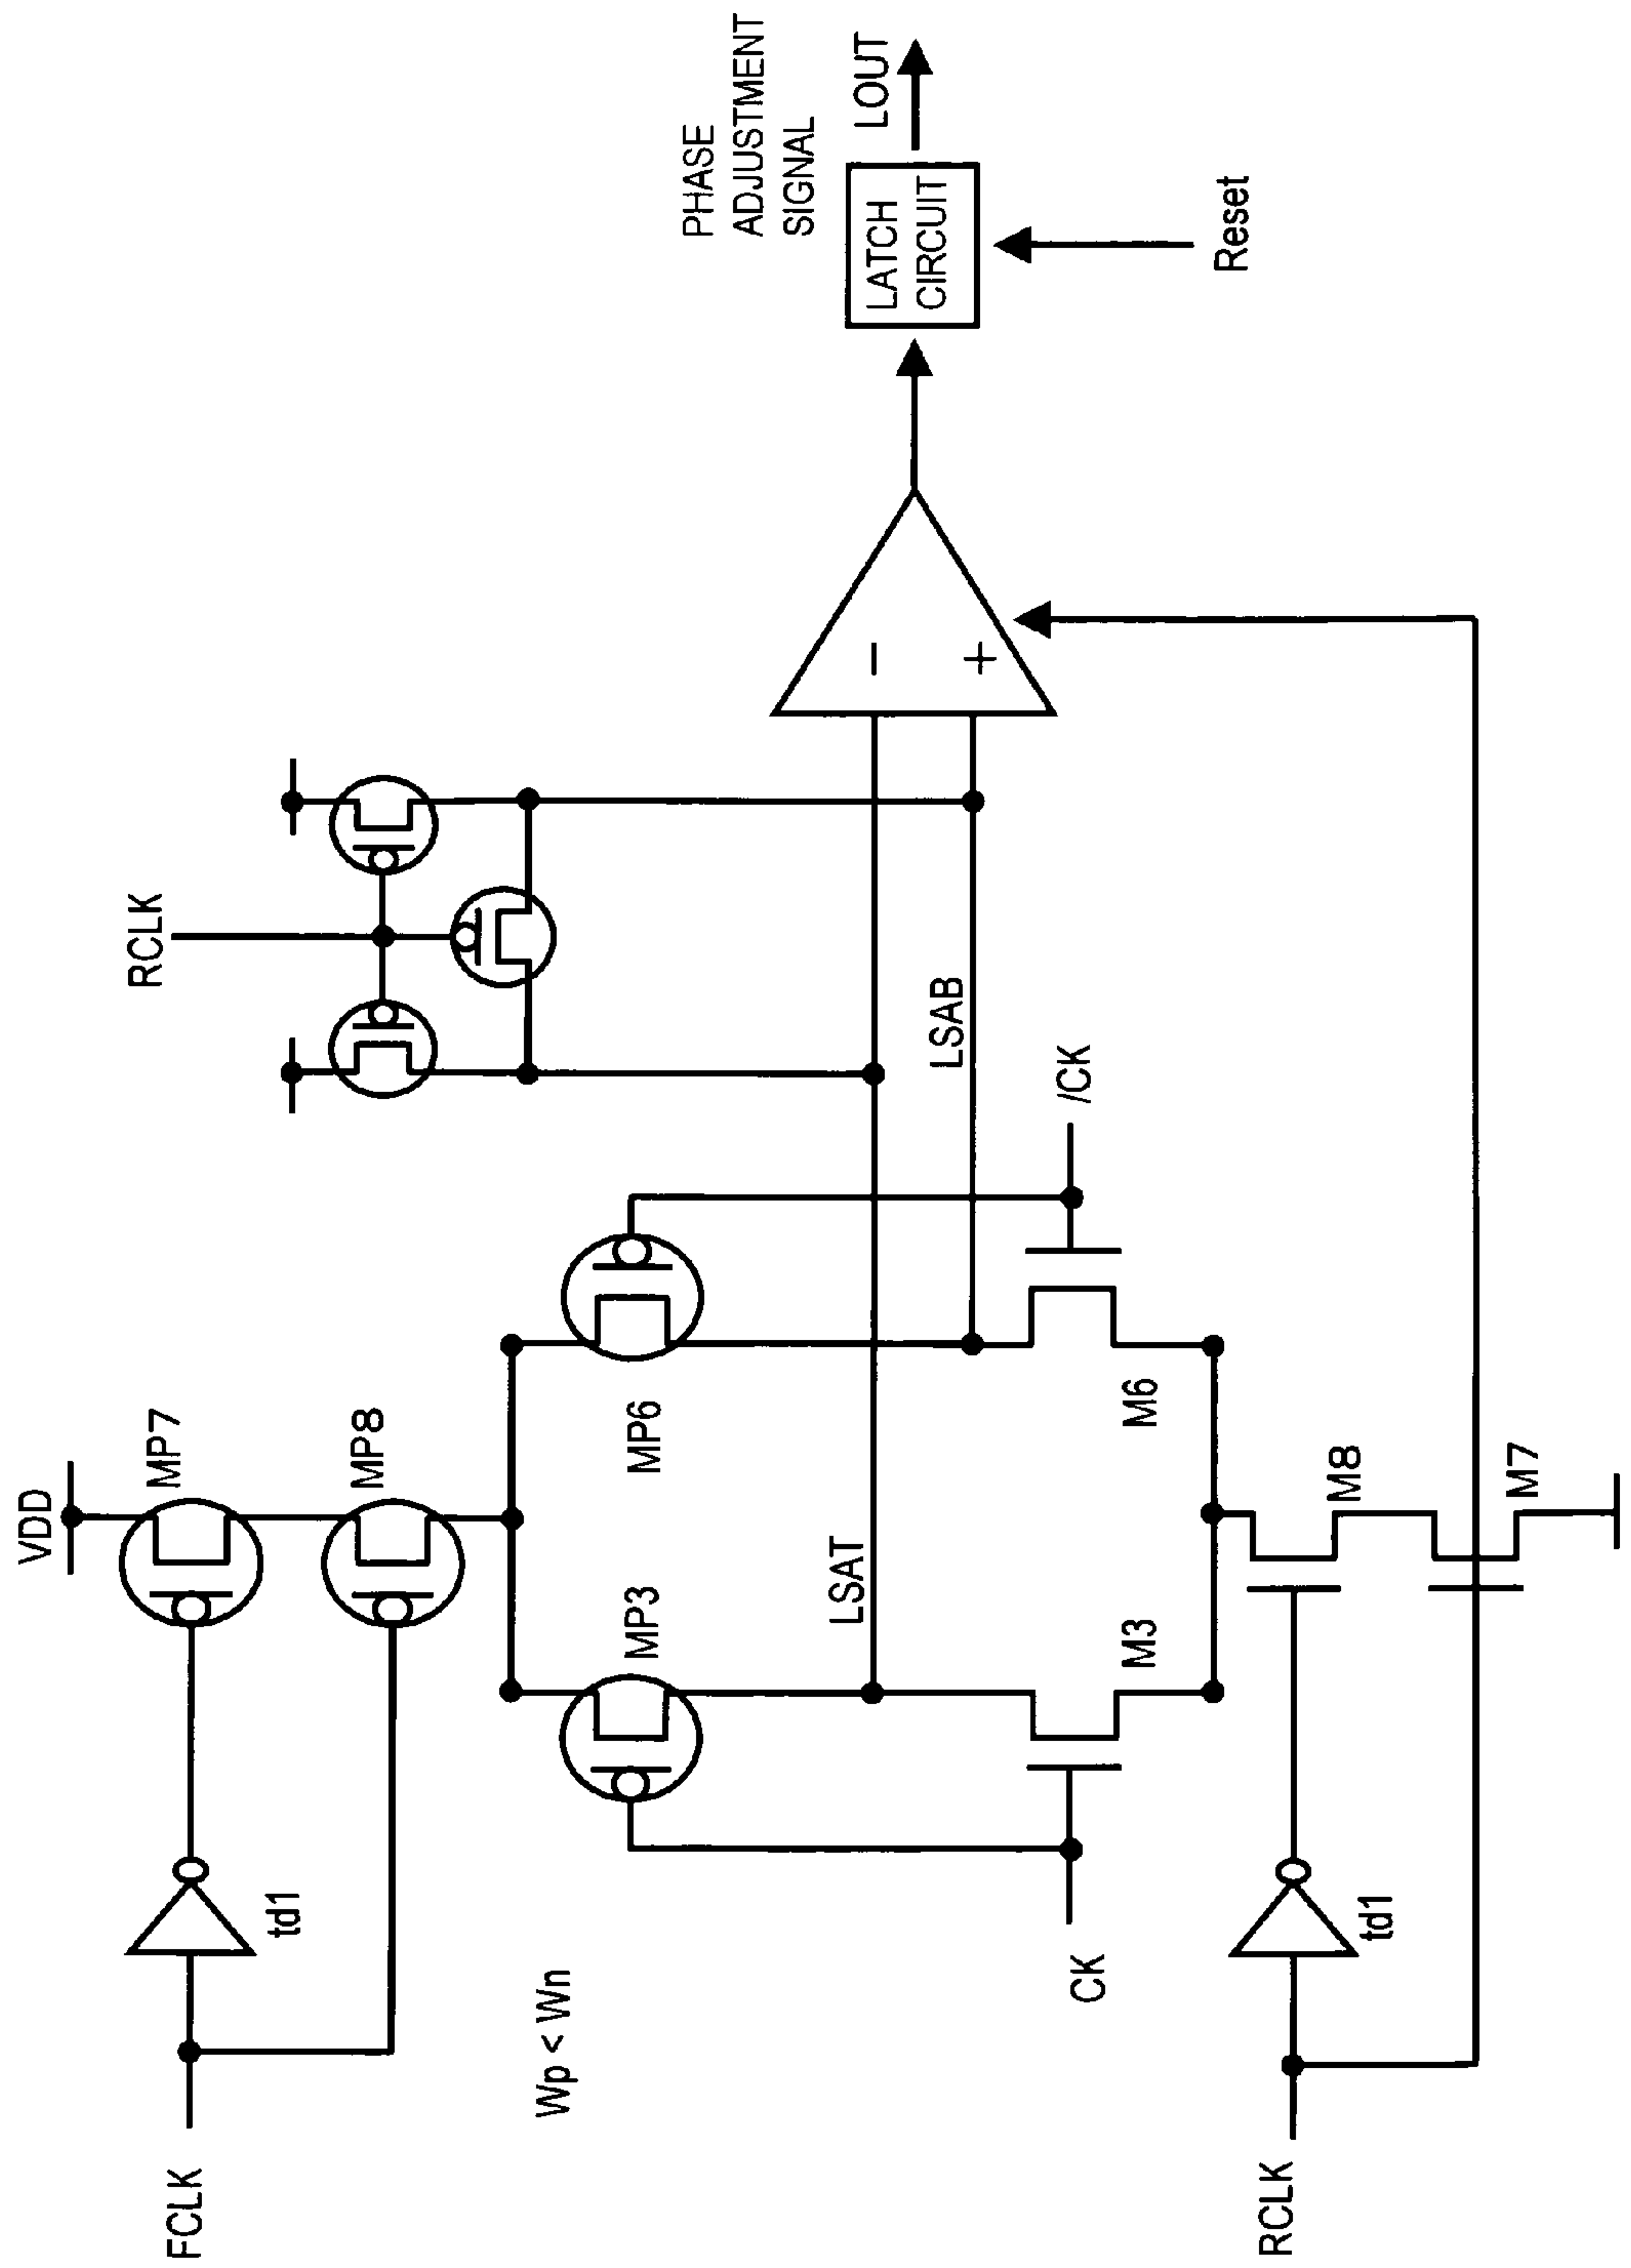 VDD
MP7
MP8
FCLK
td1
Wp < Wn
MP3
MP6
LSAT
LSAB
CK
/CK
M3
M6
M8
M7
RCLK
td1
RCLK
−
+
PHASE
ADJUSTMENT
SIGNAL
LATCH
CIRCUIT
LOUT
Reset